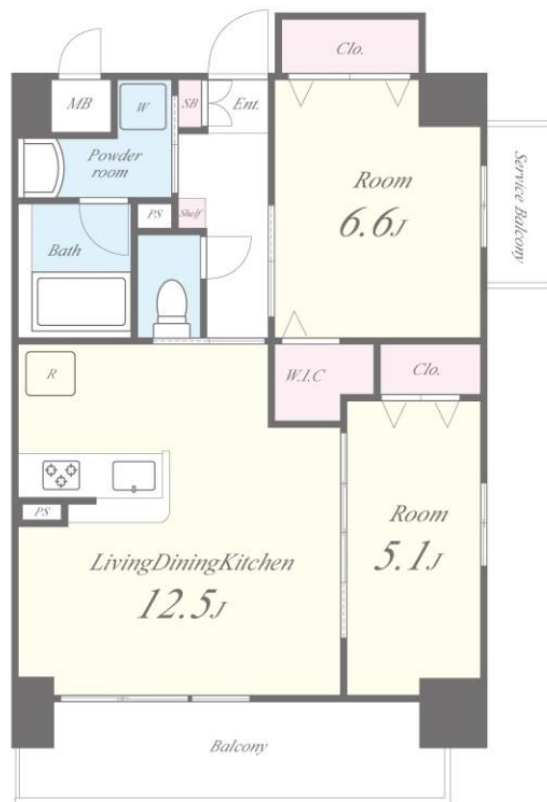 Clo.
MB
W
SB
Ent.
Powder
room
Room
6.6J
Service Balcony
PS
Shelf
Bath
R
W.I.C
Clo.
PS
Room
5.1J
LivingDiningKitchen
12.5J
Balcony